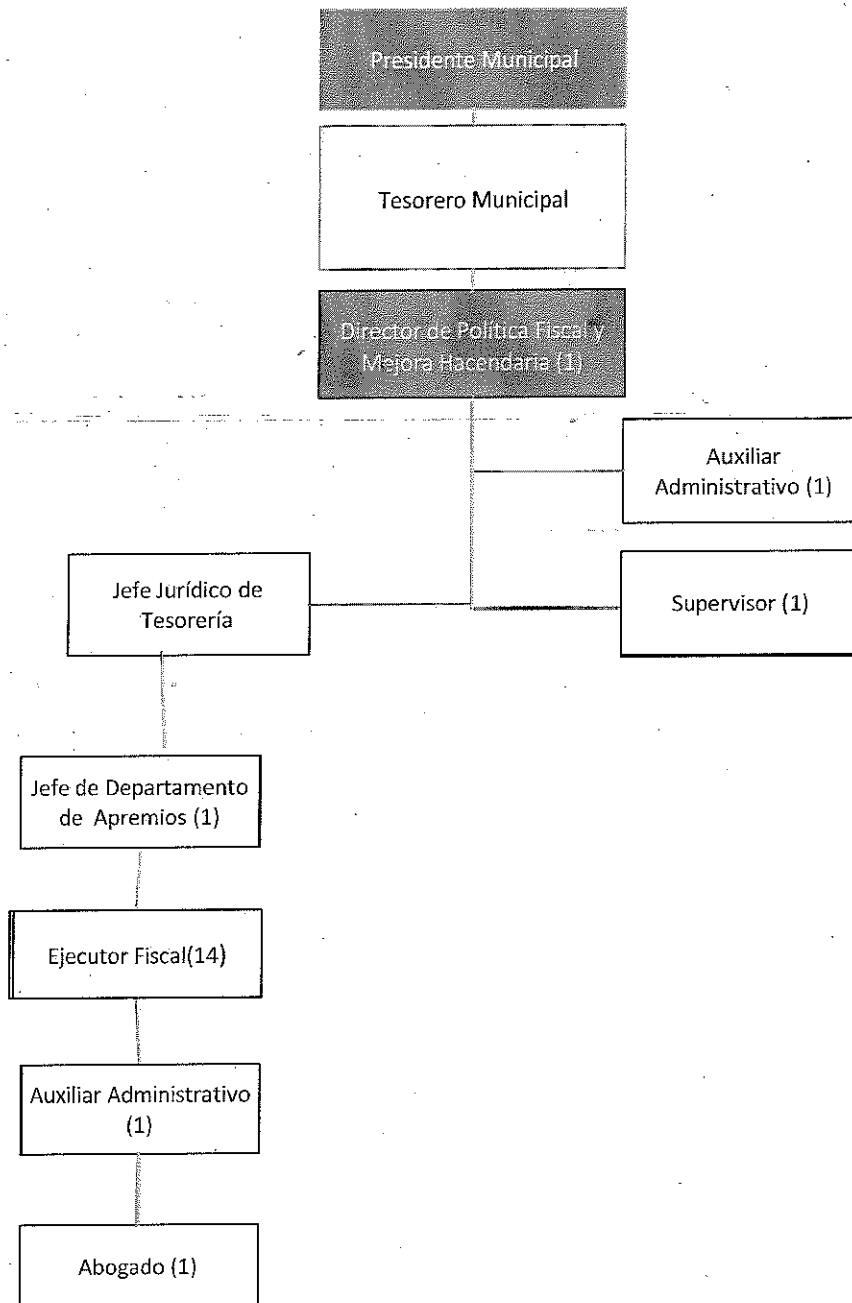 Presidente Municipal
Tesorero Municipal
Director de Política Fiscal y
Mejora Hacendaria (1)
Auxiliar
Administrativo (1)
Jefe Jurídico de
Tesorería
Supervisor (1)
Jefe de Departamento
de Apremios (1)
Ejecutor Fiscal(14)
Auxiliar Administrativo
(1)
Abogado (1)